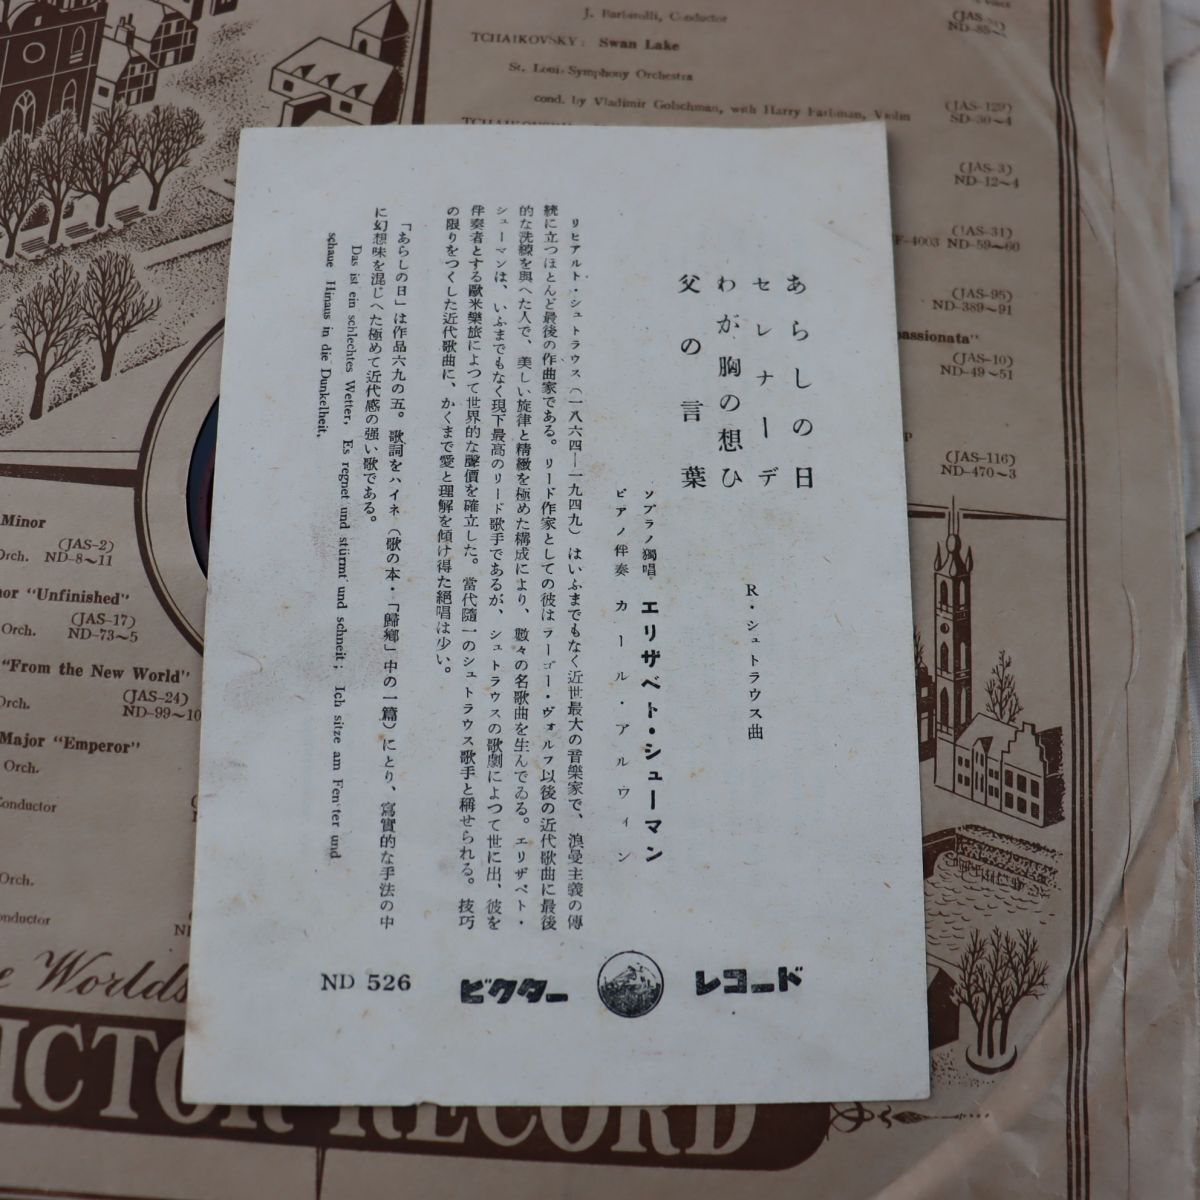 あらしの日
セレナーデ
わが胸の想ひ
父の言葉
R・シュトラウス曲
ソプラノ獨唱 エリザベト・シューマン
ピアノ伴奏 カール・アルウィン
リヒアルト・シュトラウス(一八六四―一九四九)はいふまでもなく近世最大の音樂家で、浪曼主義の傳
統に立つほとんど最後の作曲家である。リード作家としての彼はフーゴー・ヴォルフ以後の近代歌曲に最後
的な洗練を與へた人で、美しい旋律と精緻を極めた構成により、數々の名歌曲を生んでゐる。エリザベト・
シューマンは、いふまでもなく現下最高のリード歌手であるが、シュトラウスの歌劇によつて世に出、彼を
伴奏者とする歐米樂旅によつて世界的な聲價を確立した。當代隨一のシュトラウス歌手と稱せられる。技巧
の限りをつくした近代歌曲に、かくまで愛と理解を傾け得た絕唱は少い。
「あらしの日」は作品六九の五。歌詞をハイネ(歌の本・「歸鄉」中の一篇)にとり、寫實的な手法の中
に幻想味を混じへた極めて近代感の强い歌である。
Das ist ein schlechtes Wetter, Es regnet und stürmt und schneit; Ich sitze am Fenster und
schaue Hinaus in die Dunkelheit.
ND 526
ビクター レコード
J. Barbirolli, Conductor
ND-85~
TCHAIKOVSKY: Swan Lake
St. Louis Symphony Orchestra
cond. by Vladimir Golschman, with Harry Farbman, Violin
(JAS-129)
SD-30~4
(JAS-3)
ND-12~4
(JAS-31)
F-4003 ND-59~60
(JAS-95)
ND-389~91
passionata"
(JAS-10)
ND-49~51
(JAS-116)
ND-470~3
Minor
(JAS-2)
Orch. ND-8~11
or "Unfinished"
(JAS-17)
Orch. ND-73~5
"From the New World"
(JAS-24)
rch. ND-99~10
Major "Emperor"
Orch.
Conductor
Orch.
onductor
e Worlds
ICTOR RECORD